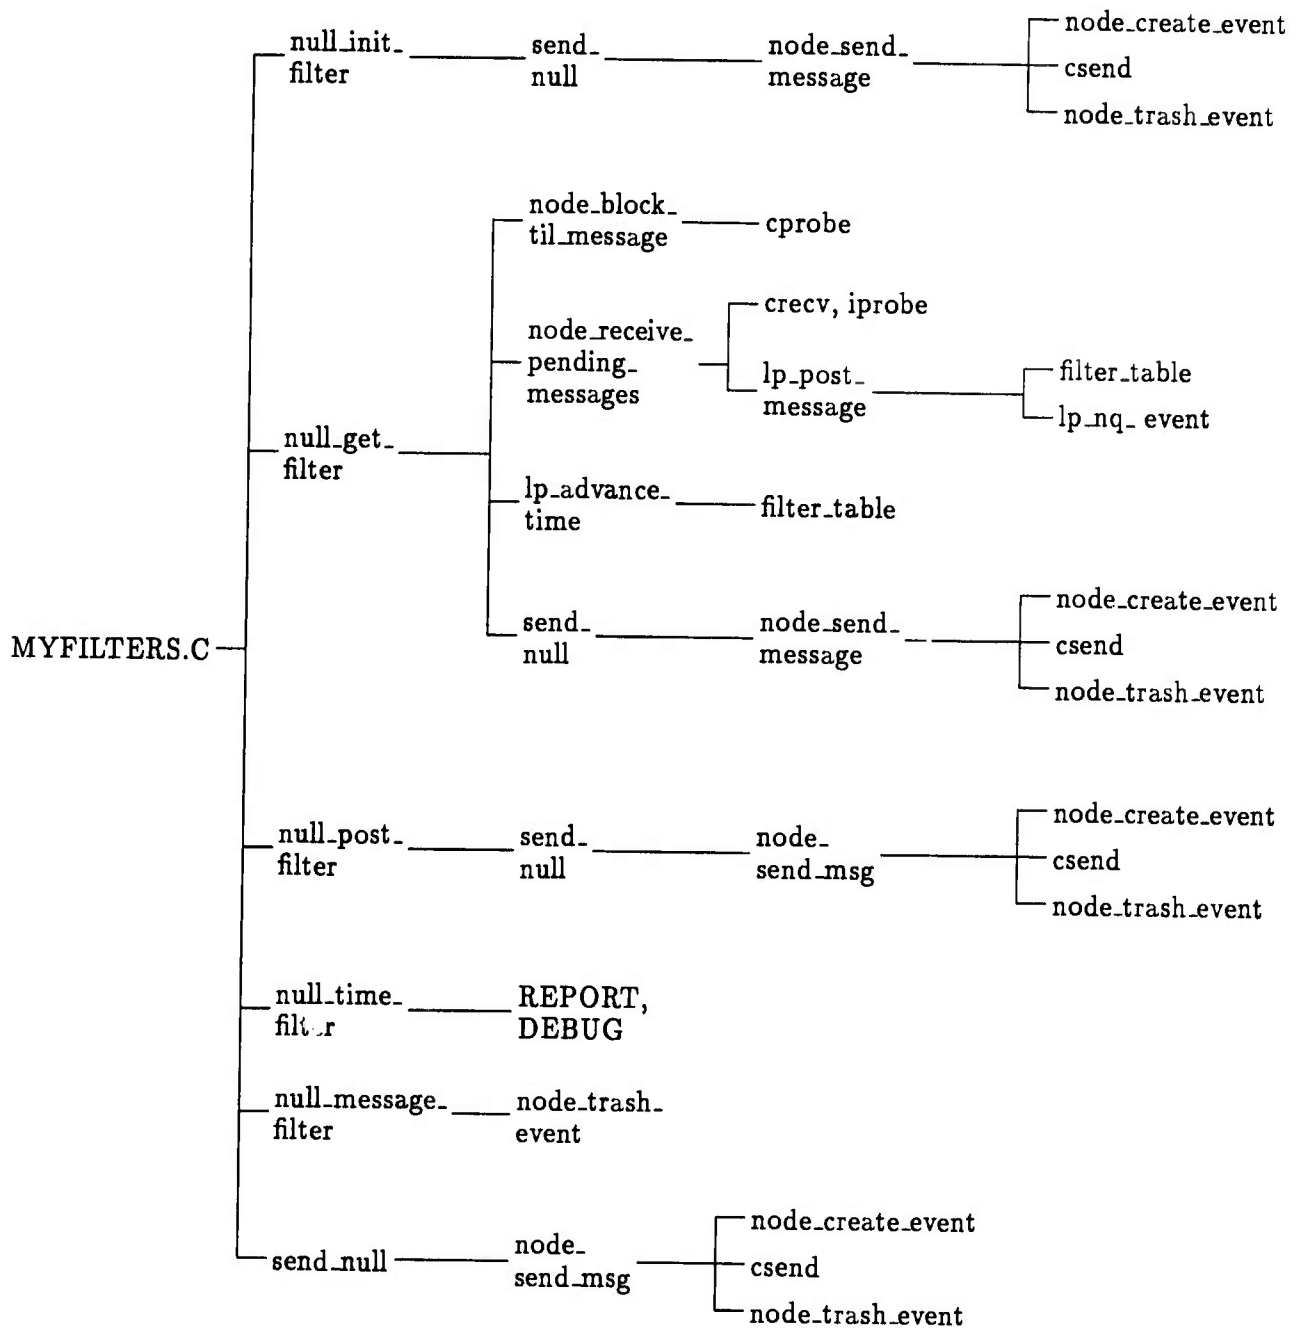 null_init_
filter
send_
null
node_send_
message
node_create_event
csend
node_trash_event
node_block_
til_message
cprobe
node_receive_
pending_
messages
crecv, iprobe
lp_post_
message
filter_table
lp_nq_ event
null_get_
filter
lp_advance_
time
filter_table
send_
null
node_send_
message
node_create_event
csend
node_trash_event
MYFILTERS.C
null_post_
filter
send_
null
node_
send_msg
node_create_event
csend
node_trash_event
null_time_
filter
REPORT,
DEBUG
null_message_
filter
node_trash_
event
send_null
node_
send_msg
node_create_event
csend
node_trash_event